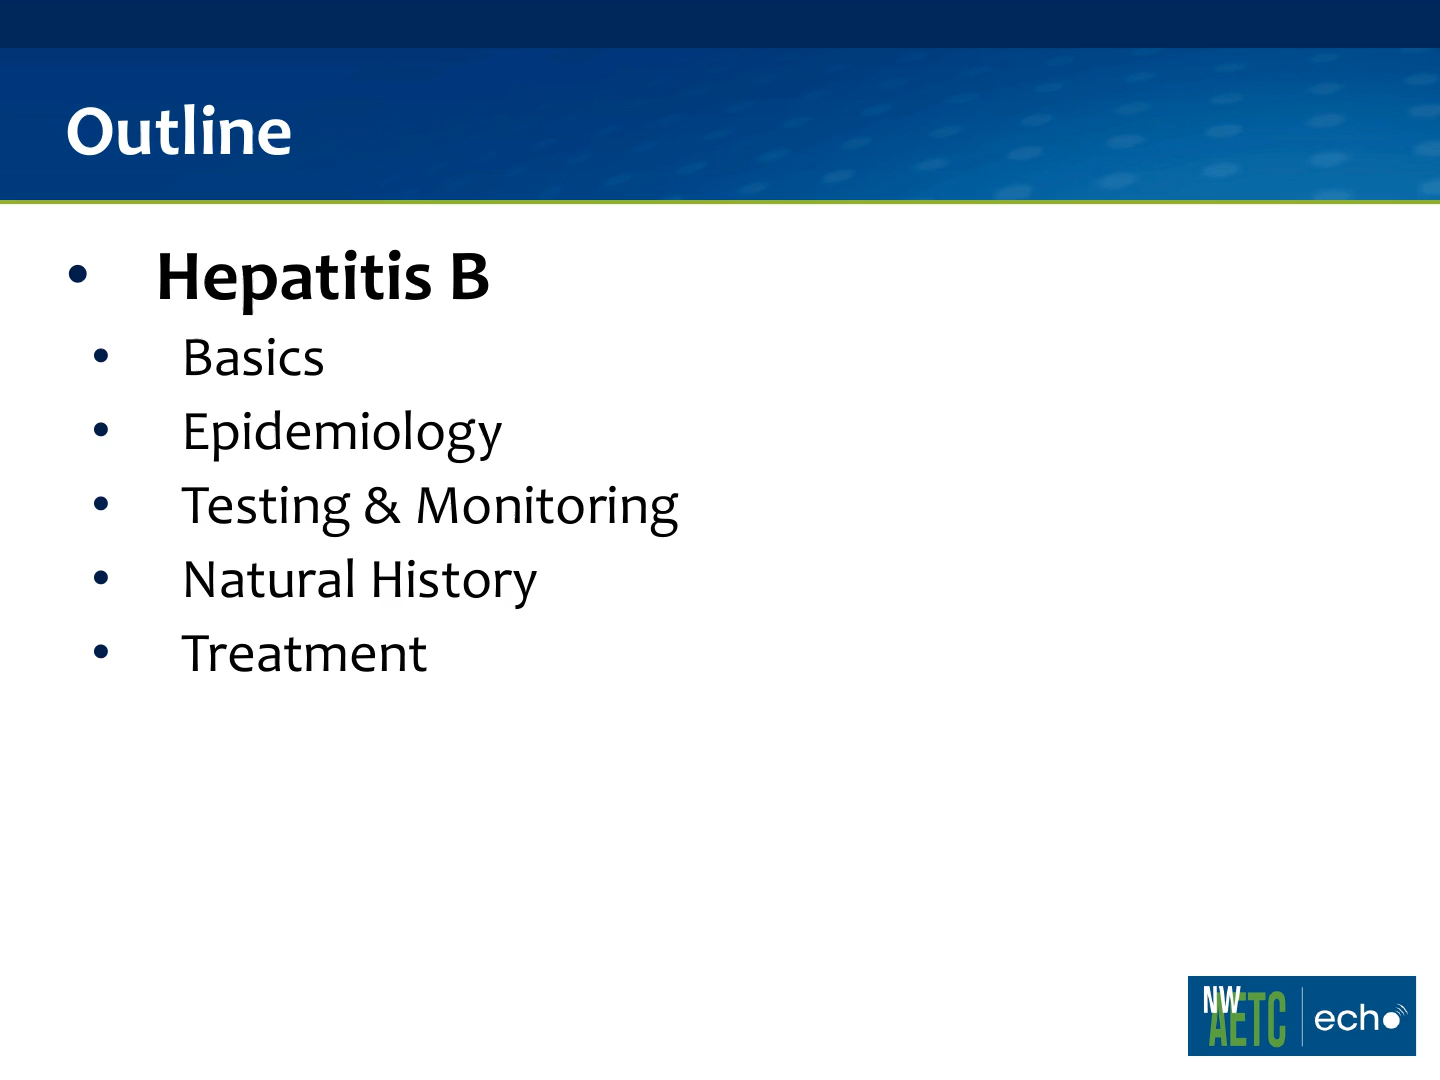 Outline
• Hepatitis B
• Basics
• Epidemiology
• Testing & Monitoring
• Natural History
• Treatment
NW
AETC
echo